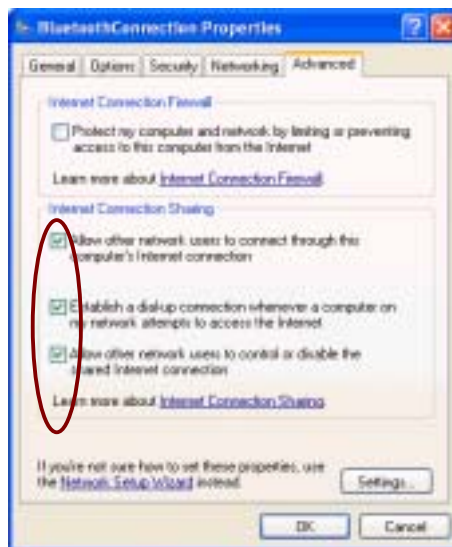 BluetoothConnection Properties
General Options Security Networking Advanced
Internet Connection Firewall
Protect my computer and network by limiting or preventing
access to this computer from the Internet
Learn more about Internet Connection Firewall.
Internet Connection Sharing
Allow other network users to connect through this
computer's Internet connection
Establish a dial-up connection whenever a computer on
my network attempts to access the Internet
Allow other network users to control or disable the
shared Internet connection
Learn more about Internet Connection Sharing.
If you're not sure how to set these properties, use
the Network Setup Wizard instead.
Settings...
OK Cancel